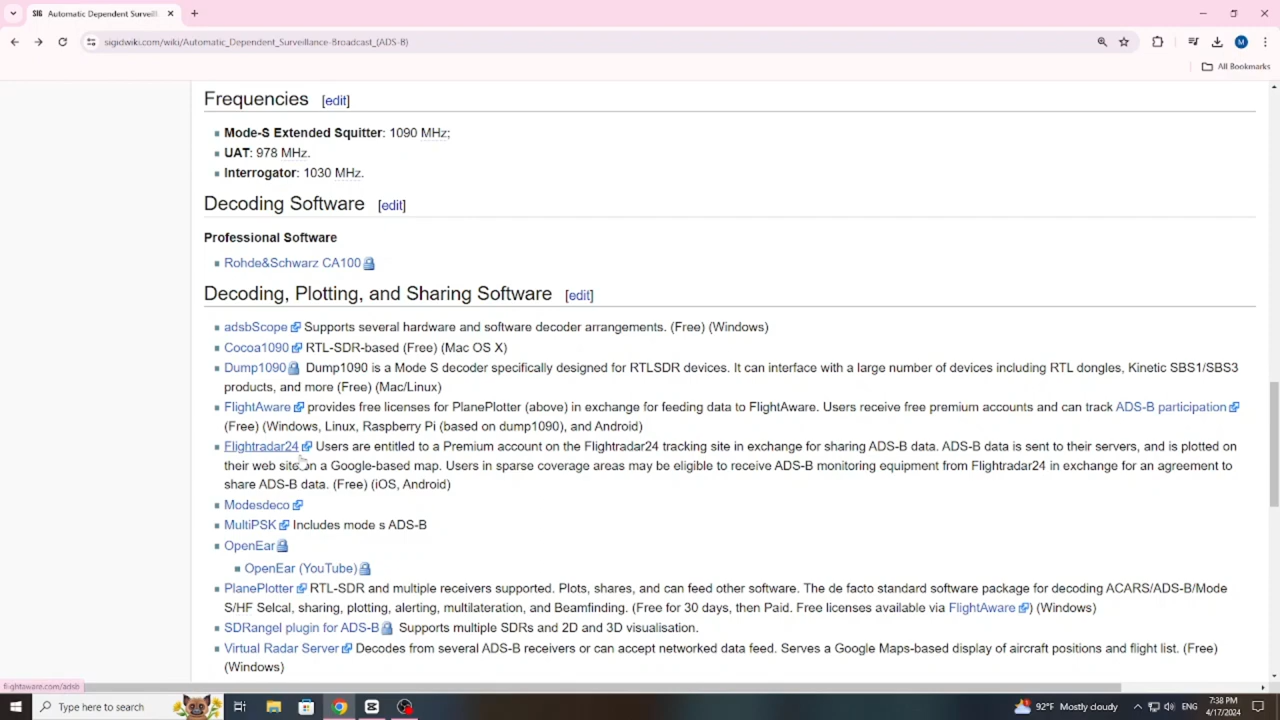 SIG Automatic Dependent Surveill
sigidwiki.com/wiki/Automatic_Dependent_Surveillance-Broadcast_(ADS-B)
M
All Bookmarks
Frequencies [edit]
Mode-S Extended Squitter: 1090 MHz;
UAT: 978 MHz.
Interrogator: 1030 MHz.
Decoding Software [edit]
Professional Software
Rohde&Schwarz CA100
Decoding, Plotting, and Sharing Software [edit]
adsbScope Supports several hardware and software decoder arrangements. (Free) (Windows)
Cocoa1090 RTL-SDR-based (Free) (Mac OS X)
Dump1090 Dump1090 is a Mode S decoder specifically designed for RTLSDR devices. It can interface with a large number of devices including RTL dongles, Kinetic SBS1/SBS3
products, and more (Free) (Mac/Linux)
FlightAware provides free licenses for PlanePlotter (above) in exchange for feeding data to FlightAware. Users receive free premium accounts and can track ADS-B participation
(Free) (Windows, Linux, Raspberry Pi (based on dump1090), and Android)
Flightradar24 Users are entitled to a Premium account on the Flightradar24 tracking site in exchange for sharing ADS-B data. ADS-B data is sent to their servers, and is plotted on
their web site on a Google-based map. Users in sparse coverage areas may be eligible to receive ADS-B monitoring equipment from Flightradar24 in exchange for an agreement to
share ADS-B data. (Free) (iOS, Android)
Modesdeco
MultiPSK Includes mode s ADS-B
OpenEar
OpenEar (YouTube)
PlanePlotter RTL-SDR and multiple receivers supported. Plots, shares, and can feed other software. The de facto standard software package for decoding ACARS/ADS-B/Mode
S/HF Selcal, sharing, plotting, alerting, multilateration, and Beamfinding. (Free for 30 days, then Paid. Free licenses available via FlightAware) (Windows)
SDRangel plugin for ADS-B Supports multiple SDRs and 2D and 3D visualisation.
Virtual Radar Server Decodes from several ADS-B receivers or can accept networked data feed. Serves a Google Maps-based display of aircraft positions and flight list. (Free)
(Windows)
flightaware.com/adsb
Type here to search
92°F Mostly cloudy
ENG
7:38 PM
4/17/2024